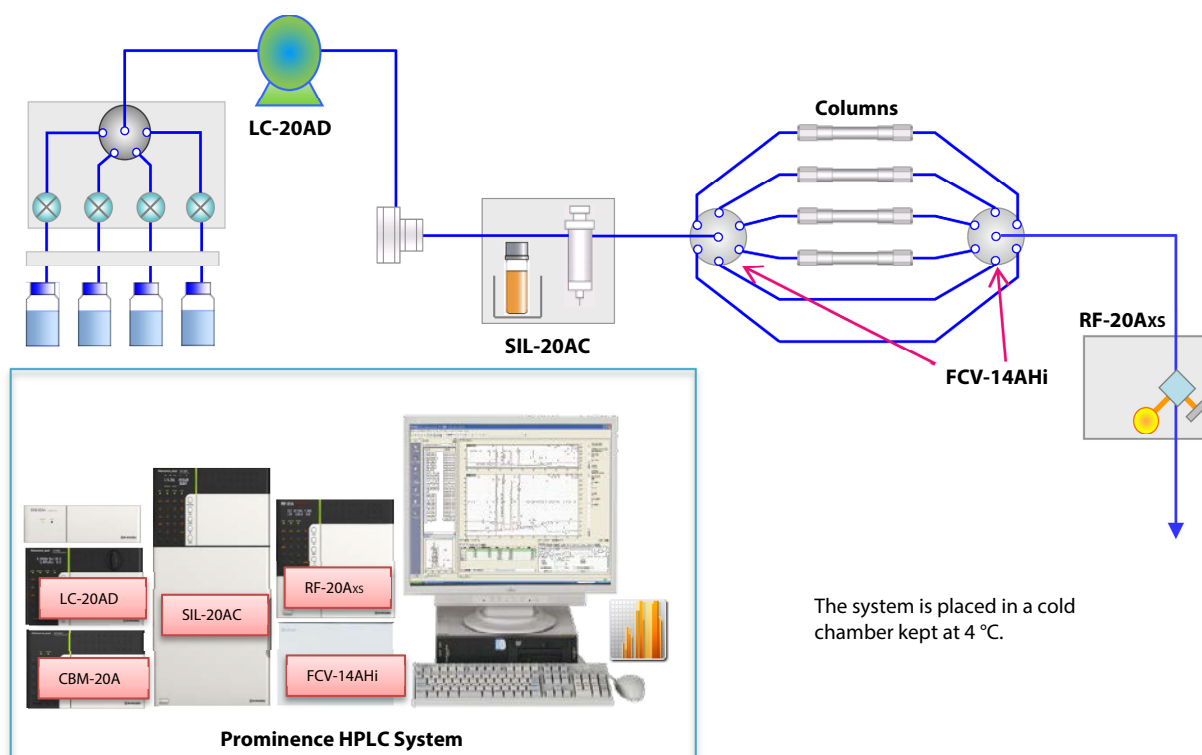 LC-20AD
Columns
SIL-20AC
FCV-14AHi
RF-20Axs
LC-20AD
SIL-20AC
RF-20Axs
CBM-20A
FCV-14AHi
The system is placed in a cold
chamber kept at 4 °C.
Prominence HPLC System